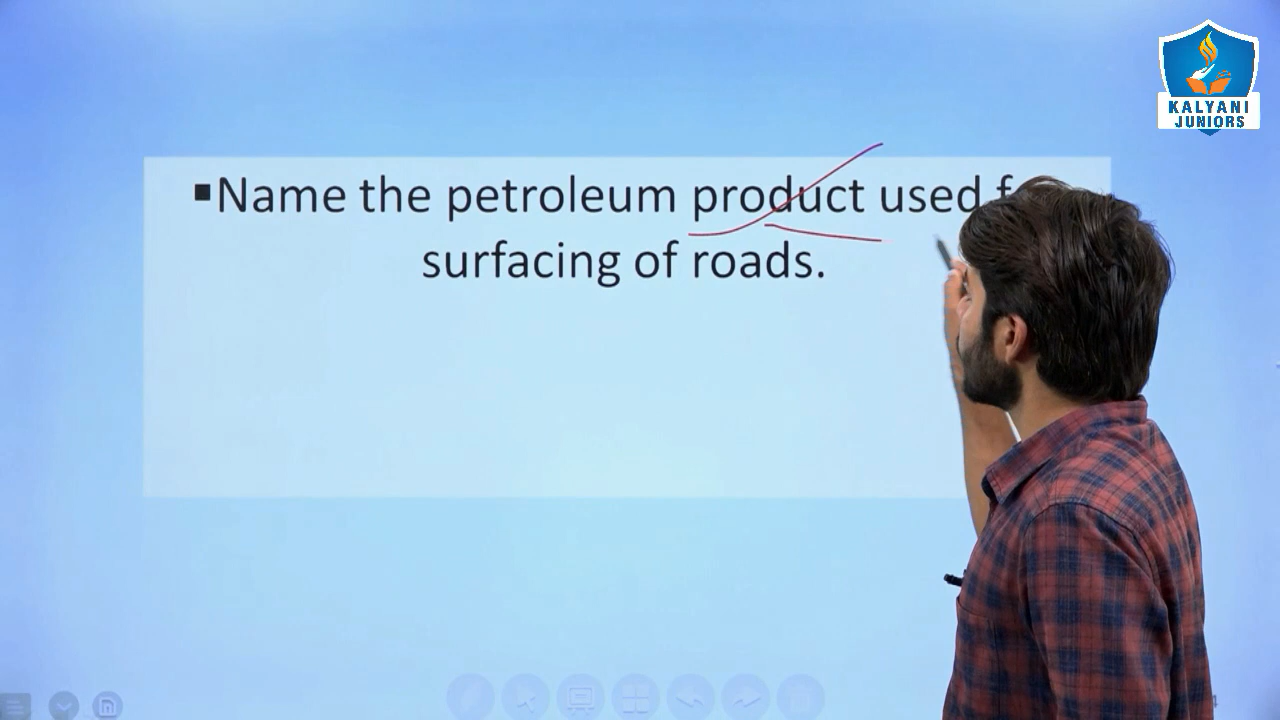 KALYANI
JUNIORS
▪Name the petroleum product used
surfacing of roads.